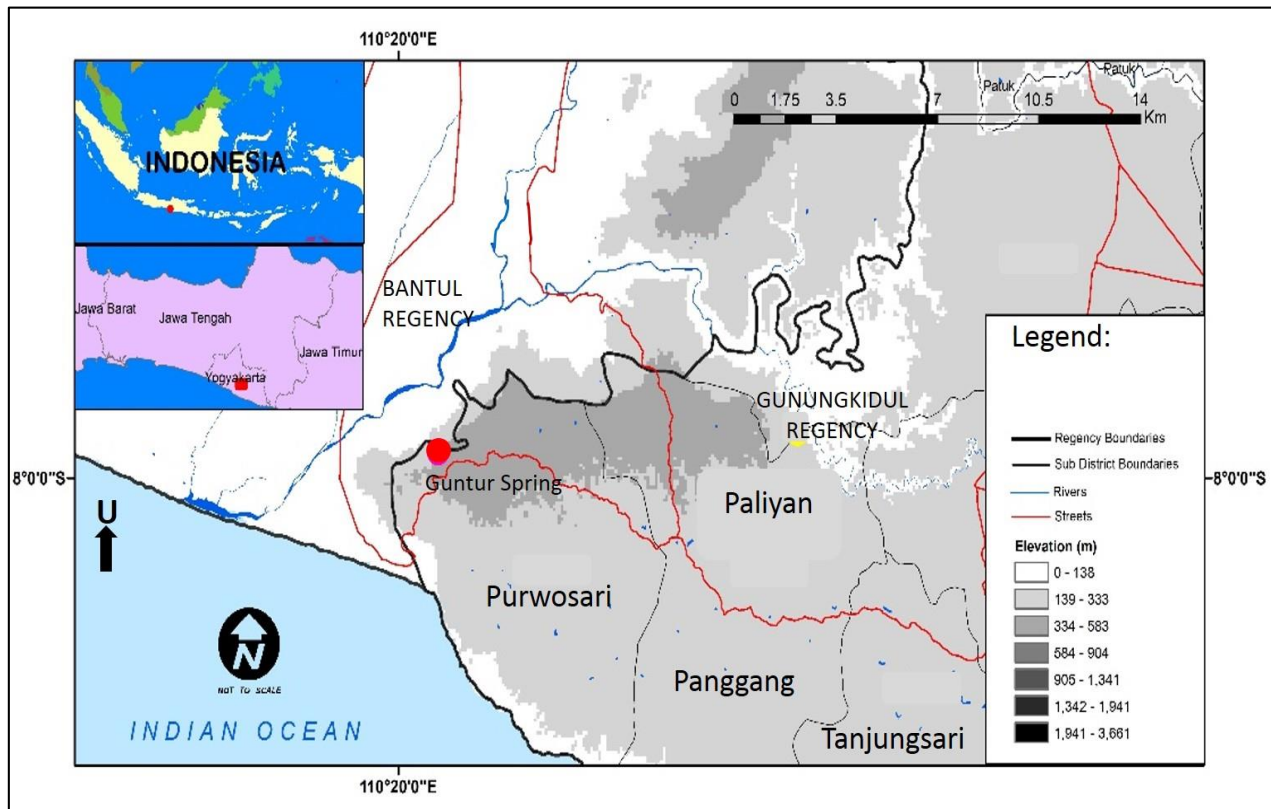 110°20'0"E
INDONESIA
Jawa Barat
Jawa Tengah
Jawa Timur
Yogyakarta
Patuk
Patuk
0 1.75 3.5 7 10.5 14
Km
BANTUL
REGENCY
GUNUNGKIDUL
REGENCY
8°0'0"S
8°0'0"S
Guntur Spring
Paliyan
Purwosari
Panggang
Tanjungsari
U
N
NOT TO SCALE
INDIAN OCEAN
Legend:
Regency Boundaries
Sub District Boundaries
Rivers
Streets
Elevation (m)
0 - 138
139 - 333
334 - 583
584 - 904
905 - 1.341
1,342 - 1,941
1,941 - 3,661
110°20'0"E